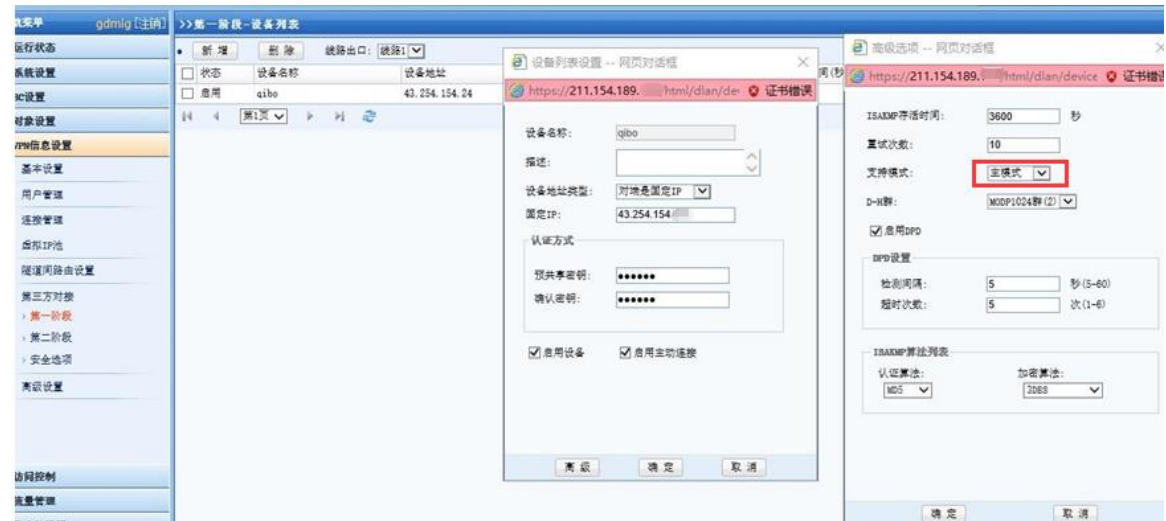 gdmig [注销]
运行状态
系统设置
设置
对象设置
VPN信息设置
基本设置
用户管理
连接管理
虚拟IP池
隧道间路由设置
第三方对接
第一阶段
第二阶段
安全选项
高级设置
访问控制
流量管理
>>第一阶段-设备列表
新增 删除 线路出口: 线路1
状态 设备名称 设备地址
启用 qibo 43.254.154.24
第1页
设备列表设置 -- 网页对话框
https://211.154.189. /html/dlan/de 证书错误
设备名称: qibo
描述:
设备地址类型: 对端是固定IP
固定IP: 43.254.154.
认证方式
预共享密钥: ●●●●●●
确认密钥: ●●●●●●
启用设备 启用主动连接
高级 确定 取消
高级选项 -- 网页对话框
https://211.154.189. /html/dlan/device 证书错误
ISAKMP存活时间: 3600 秒
重试次数: 10
支持模式: 主模式
D-H群: MODP1024群(2)
启用DPD
DPD设置
检测间隔: 5 秒(5-60)
超时次数: 5 次(1-6)
ISAKMP算法列表
认证算法: 加密算法:
MD5 3DES
确定 取消